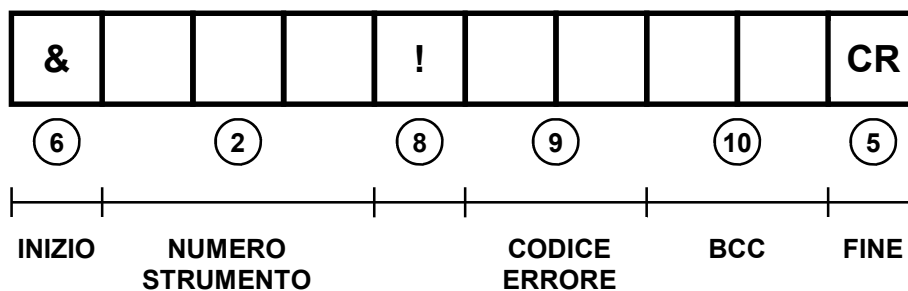 & ! CR
6 2 8 9 10 5
INIZIO NUMERO STRUMENTO CODICE ERRORE BCC FINE